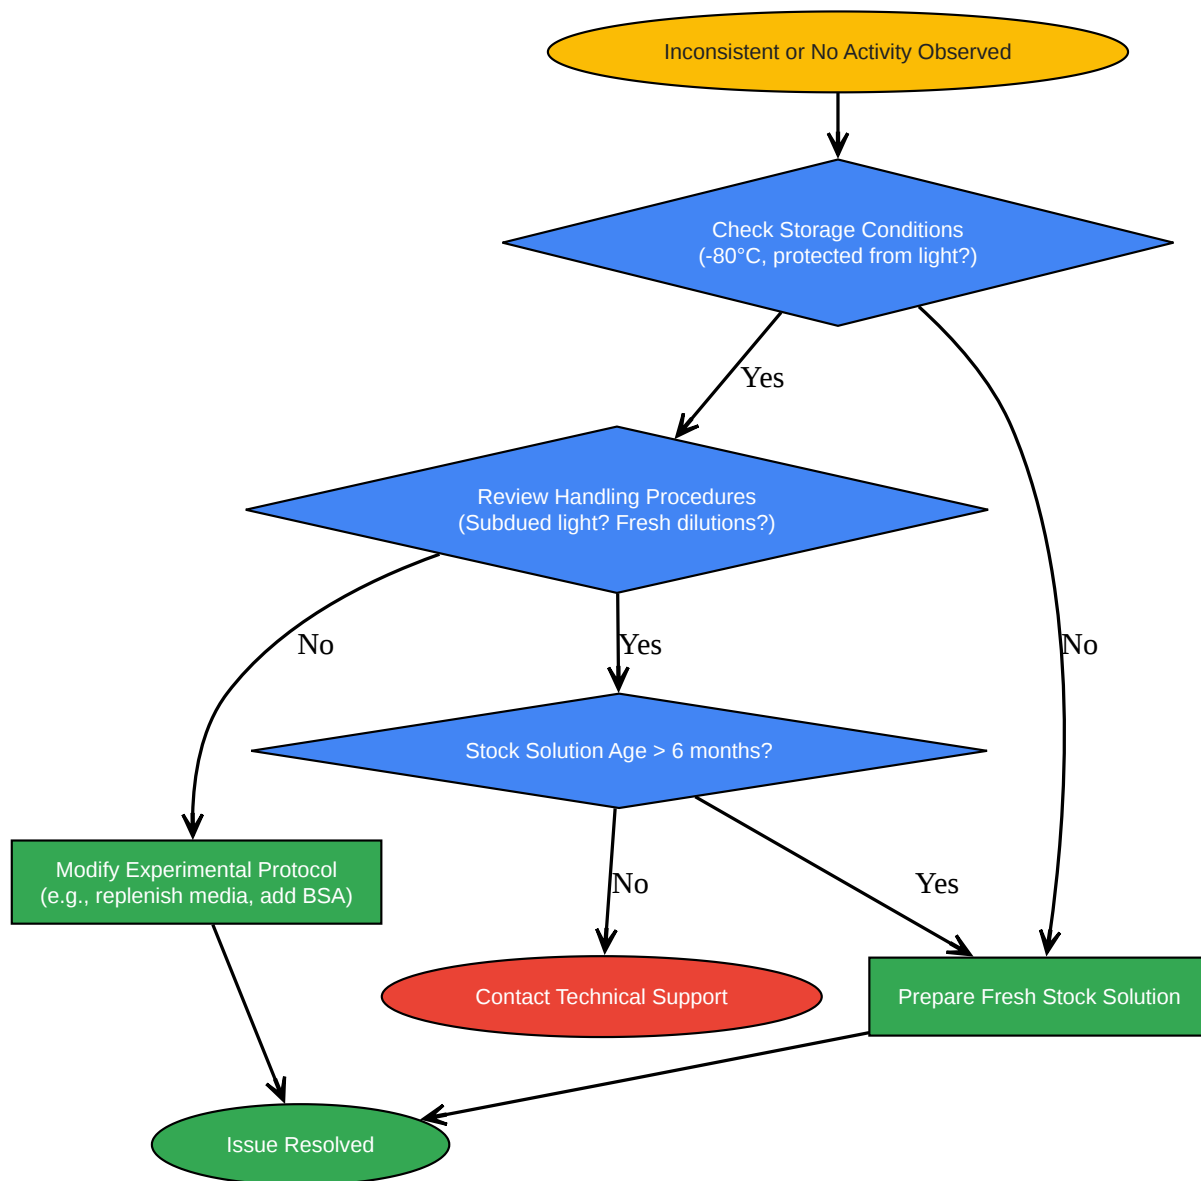 Inconsistent or No Activity Observed
Check Storage Conditions
(-80°C, protected from light?)
Yes
Review Handling Procedures
(Subdued light? Fresh dilutions?)
No
Yes
No
Stock Solution Age > 6 months?
Modify Experimental Protocol
(e.g., replenish media, add BSA)
No
Yes
Contact Technical Support
Prepare Fresh Stock Solution
Issue Resolved